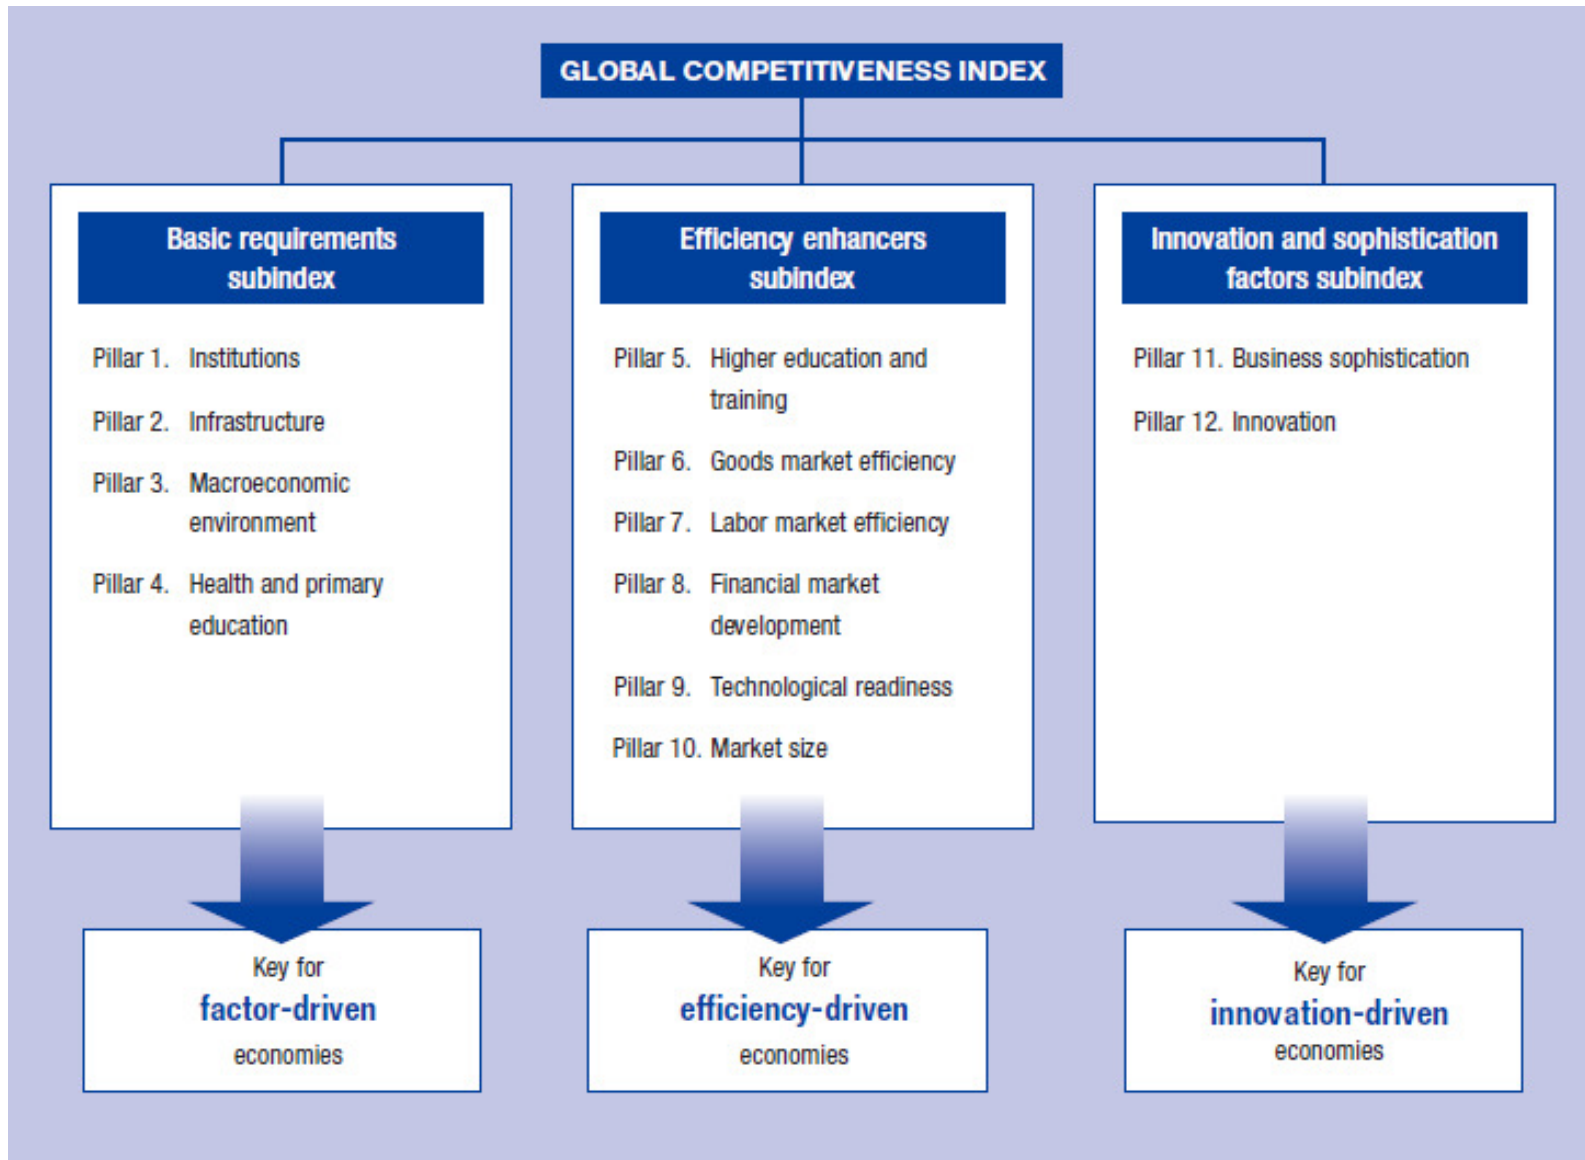 GLOBAL COMPETITIVENESS INDEX
Basic requirements
subindex
Pillar 1. Institutions
Pillar 2. Infrastructure
Pillar 3. Macroeconomic
environment
Pillar 4. Health and primary
education
Key for
factor-driven
economies
Efficiency enhancers
subindex
Pillar 5. Higher education and
training
Pillar 6. Goods market efficiency
Pillar 7. Labor market efficiency
Pillar 8. Financial market
development
Pillar 9. Technological readiness
Pillar 10. Market size
Key for
efficiency-driven
economies
Innovation and sophistication
factors subindex
Pillar 11. Business sophistication
Pillar 12. Innovation
Key for
innovation-driven
economies